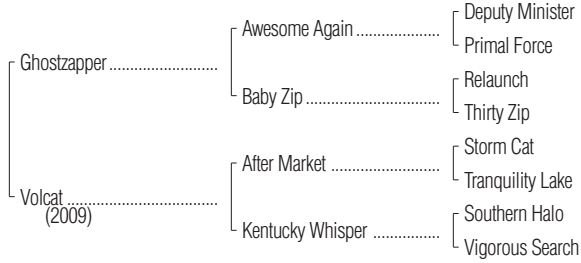 Deputy Minister
Awesome Again
Primal Force
Ghostzapper
Relaunch
Baby Zip
Thirty Zip
Storm Cat
After Market
Tranquility Lake
Volcat
(2009)
Southern Halo
Kentucky Whisper
Vigorous Search